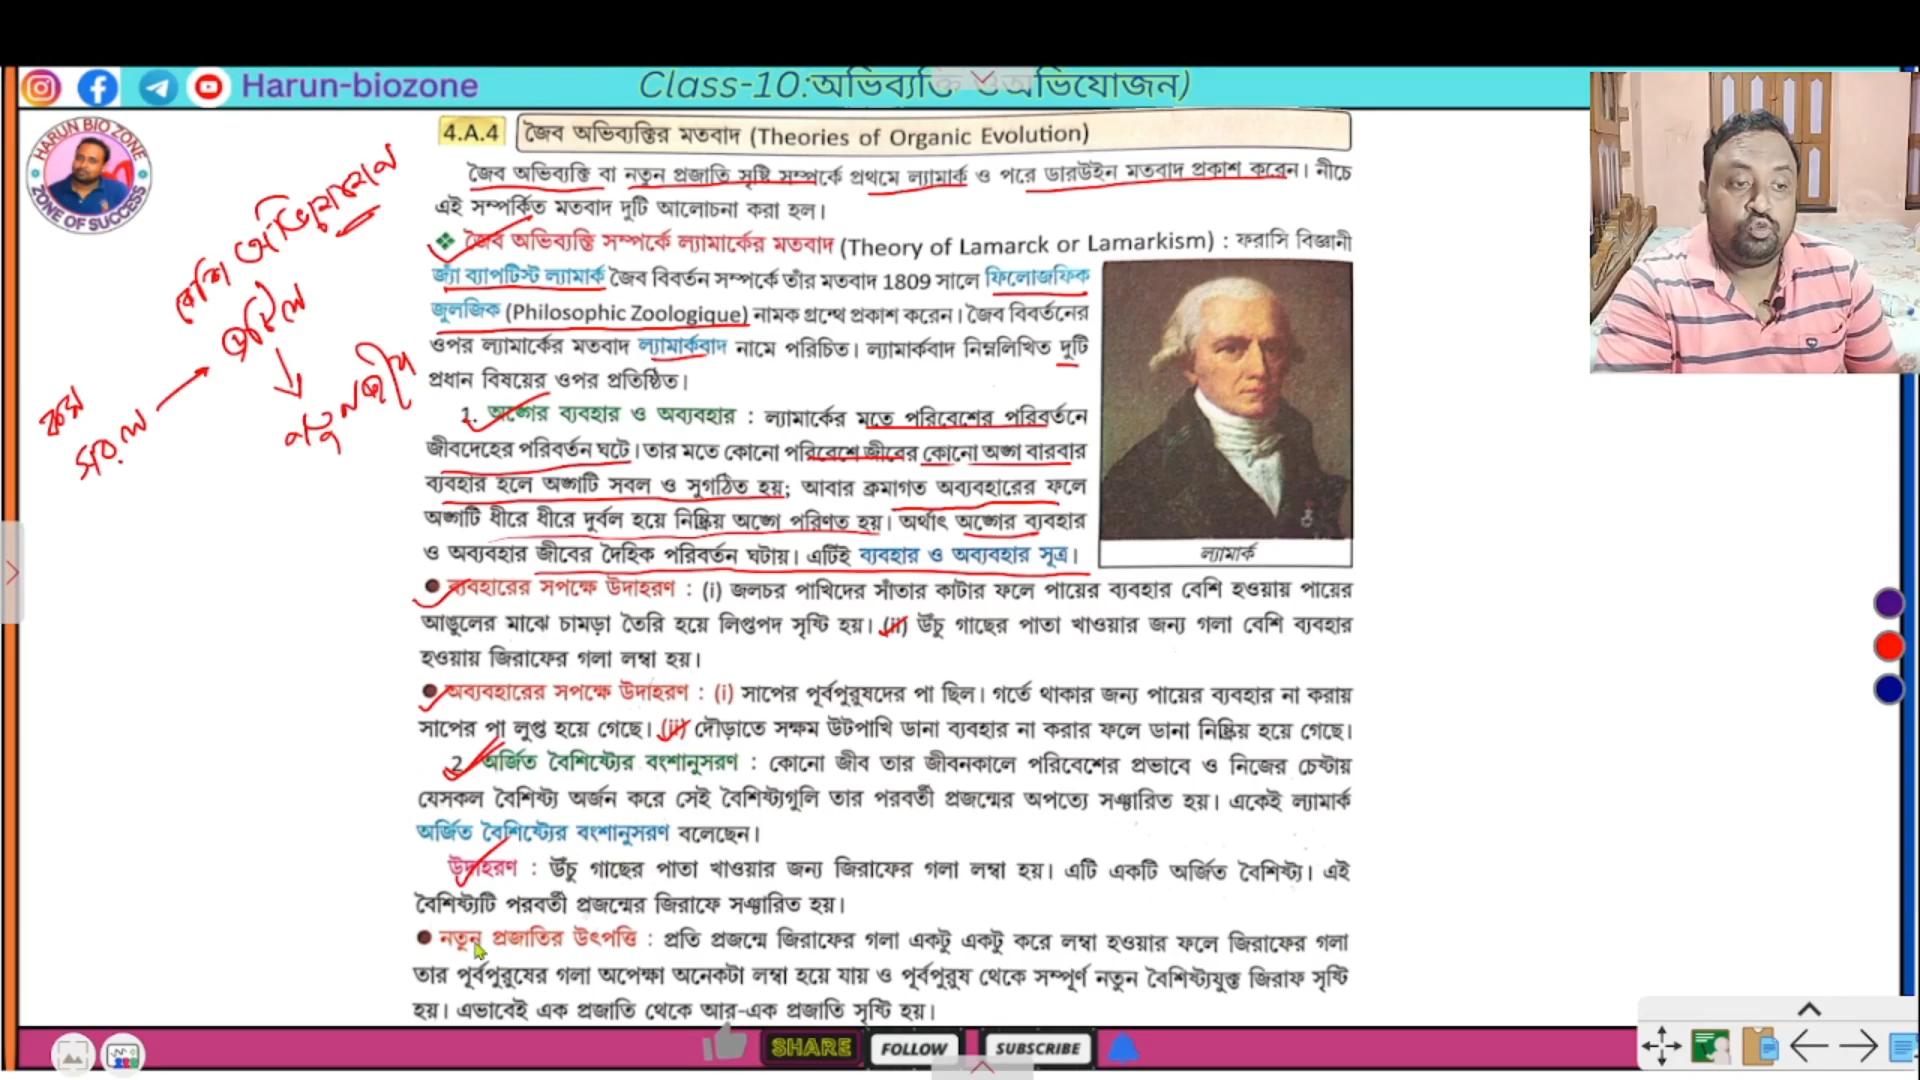 Harun-biozone
Class-10:অভিব্যক্তি ওঅভিযোজন)
HARUN BIO ZONE
ZONE OF SUCCESS
বেশি অভিযোজন
জটিল
কম
সরল
নতুন জীব
4.A.4 জৈব অভিব্যক্তির মতবাদ (Theories of Organic Evolution)
জৈব অভিব্যক্তি বা নতুন প্রজাতি সৃষ্টি সম্পর্কে প্রথমে ল্যামার্ক ও পরে ডারউইন মতবাদ প্রকাশ করেন। নীচে
এই সম্পর্কিত মতবাদ দুটি আলোচনা করা হল।
জৈব অভিব্যক্তি সম্পর্কে ল্যামার্কের মতবাদ (Theory of Lamarck or Lamarkism) : ফরাসি বিজ্ঞানী
জ্যাঁ ব্যাপটিস্ট ল্যামার্ক জৈব বিবর্তন সম্পর্কে তাঁর মতবাদ 1809 সালে ফিলোজফিক
জুলজিক (Philosophic Zoologique) নামক গ্রন্থে প্রকাশ করেন। জৈব বিবর্তনের
ওপর ল্যামার্কের মতবাদ ল্যামার্কবাদ নামে পরিচিত। ল্যামার্কবাদ নিম্নলিখিত দুটি
প্রধান বিষয়ের ওপর প্রতিষ্ঠিত।
1. অঙ্গের ব্যবহার ও অব্যবহার : ল্যামার্কের মতে পরিবেশের পরিবর্তনে
জীবদেহের পরিবর্তন ঘটে। তার মতে কোনো পরিবেশে জীবের কোনো অঙ্গ বারবার
ব্যবহার হলে অঙ্গটি সবল ও সুগঠিত হয়; আবার ক্রমাগত অব্যবহারের ফলে
অঙ্গটি ধীরে ধীরে দুর্বল হয়ে নিষ্ক্রিয় অঙ্গে পরিণত হয়। অর্থাৎ অঙ্গের ব্যবহার
ও অব্যবহার জীবের দৈহিক পরিবর্তন ঘটায়। এটিই ব্যবহার ও অব্যবহার সূত্র।
ল্যামার্ক
ব্যবহারের সপক্ষে উদাহরণ : (i) জলচর পাখিদের সাঁতার কাটার ফলে পায়ের ব্যবহার বেশি হওয়ায় পায়ের
আঙুলের মাঝে চামড়া তৈরি হয়ে লিপ্তপদ সৃষ্টি হয়। (ii) উঁচু গাছের পাতা খাওয়ার জন্য গলা বেশি ব্যবহার
হওয়ায় জিরাফের গলা লম্বা হয়।
অব্যবহারের সপক্ষে উদাহরণ : (i) সাপের পূর্বপুরুষদের পা ছিল। গর্তে থাকার জন্য পায়ের ব্যবহার না করায়
সাপের পা লুপ্ত হয়ে গেছে। (ii) দৌড়াতে সক্ষম উটপাখি ডানা ব্যবহার না করার ফলে ডানা নিষ্ক্রিয় হয়ে গেছে।
2. অর্জিত বৈশিষ্ট্যের বংশানুসরণ : কোনো জীব তার জীবনকালে পরিবেশের প্রভাবে ও নিজের চেষ্টায়
যেসকল বৈশিষ্ট্য অর্জন করে সেই বৈশিষ্ট্যগুলি তার পরবর্তী প্রজন্মের অপত্যে সঞ্চারিত হয়। একেই ল্যামার্ক
অর্জিত বৈশিষ্ট্যের বংশানুসরণ বলেছেন।
উদাহরণ : উঁচু গাছের পাতা খাওয়ার জন্য জিরাফের গলা লম্বা হয়। এটি একটি অর্জিত বৈশিষ্ট্য। এই
বৈশিষ্ট্যটি পরবর্তী প্রজন্মের জিরাফে সঞ্চারিত হয়।
নতুন প্রজাতির উৎপত্তি : প্রতি প্রজন্মে জিরাফের গলা একটু একটু করে লম্বা হওয়ার ফলে জিরাফের গলা
তার পূর্বপুরুষের গলা অপেক্ষা অনেকটা লম্বা হয়ে যায় ও পূর্বপুরুষ থেকে সম্পূর্ণ নতুন বৈশিষ্ট্যযুক্ত জিরাফ সৃষ্টি
হয়। এভাবেই এক প্রজাতি থেকে আর-এক প্রজাতি সৃষ্টি হয়।
SHARE FOLLOW SUBSCRIBE